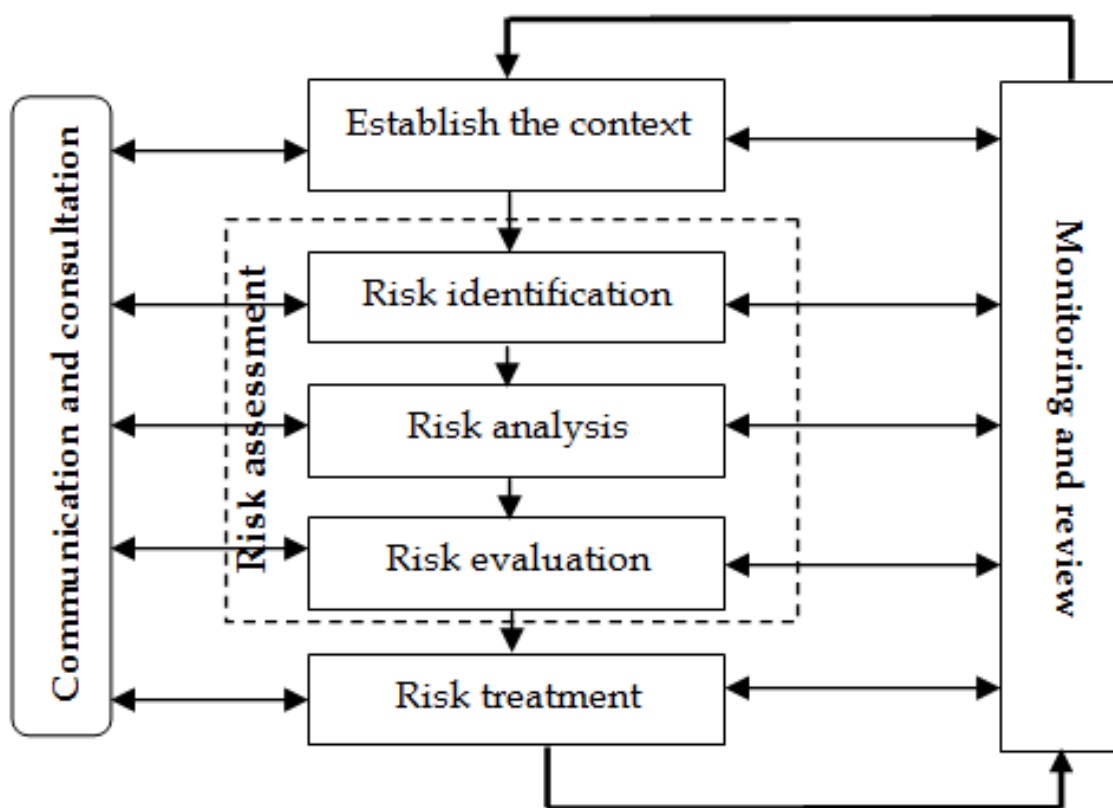 Establish the context
Communication and consultation
Risk assessment
Risk identification
Risk analysis
Risk evaluation
Risk treatment
Monitoring and review